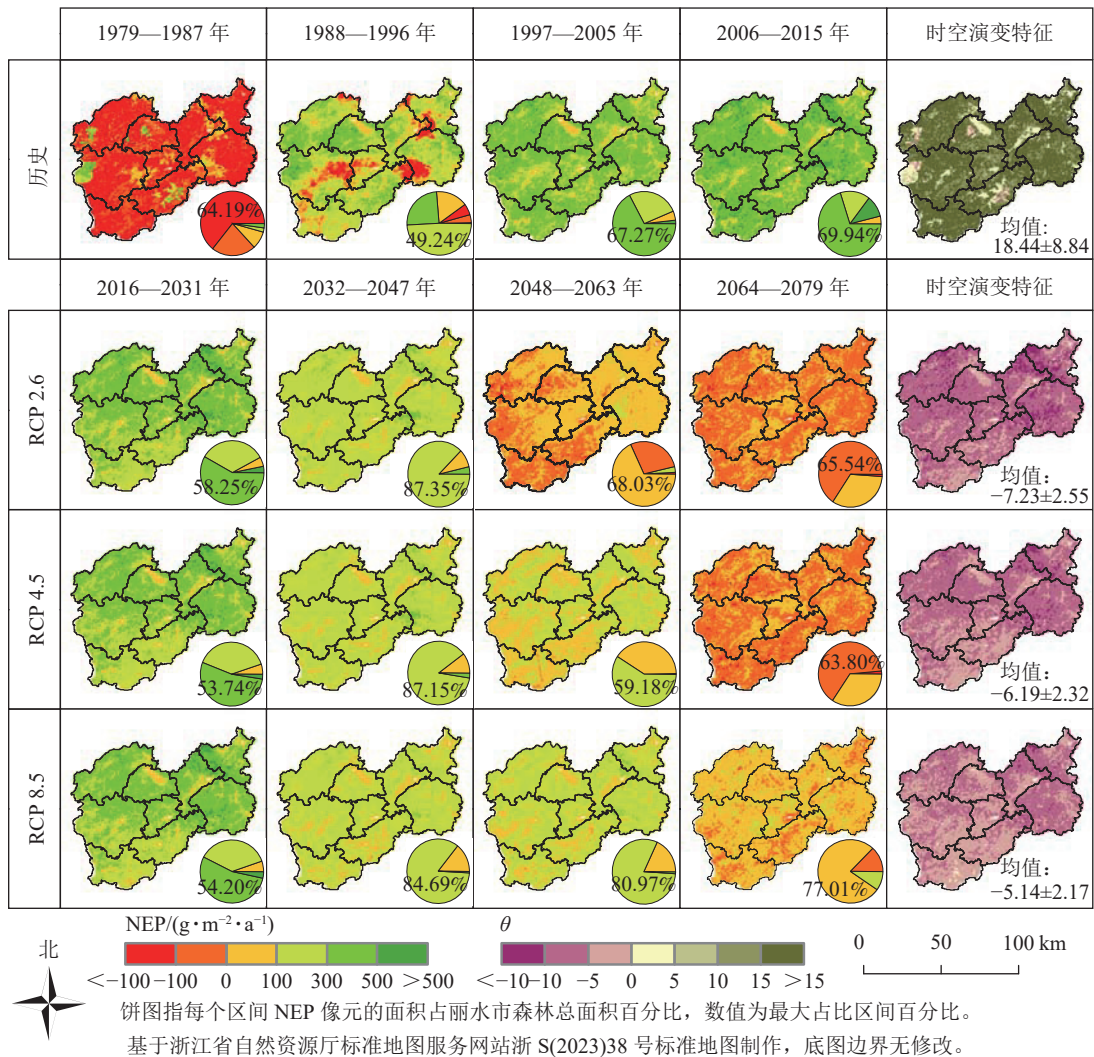 1979—1987 年
1988—1996 年
1997—2005 年
2006—2015 年
时空演变特征
历史
64.19%
49.24%
67.27%
69.94%
均值:
18.44±8.84
2016—2031 年
2032—2047 年
2048—2063 年
2064—2079 年
时空演变特征
RCP 2.6
58.25%
87.35%
68.03%
65.54%
均值:
−7.23±2.55
RCP 4.5
53.74%
87.15%
59.18%
63.80%
均值:
−6.19±2.32
RCP 8.5
54.20%
84.69%
80.97%
77.01%
均值:
−5.14±2.17
北
NEP/(g·m⁻²·a⁻¹)
<−100 −100 0 100 300 500 >500
θ
<−10 −10 −5 0 5 10 15 >15
0 50 100 km
饼图指每个区间 NEP 像元的面积占丽水市森林总面积百分比，数值为最大占比区间百分比。
基于浙江省自然资源厅标准地图服务网站浙 S(2023)38 号标准地图制作，底图边界无修改。